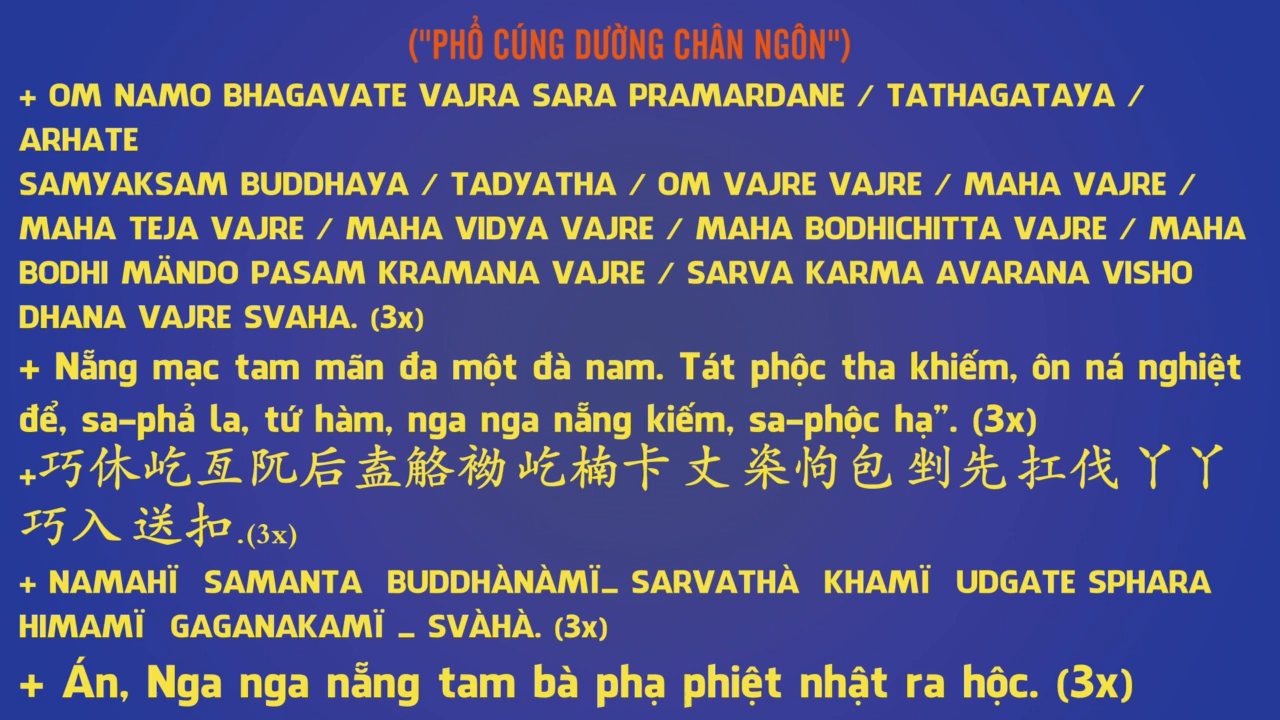 ("PHỔ CÚNG DƯỜNG CHÂN NGÔN")
+ OM NAMO BHAGAVATE VAJRA SARA PRAMARDANE / TATHAGATAYA /
ARHATE
SAMYAKSAM BUDDHAYA / TADYATHA / OM VAJRE VAJRE / MAHA VAJRE /
MAHA TEJA VAJRE / MAHA VIDYA VAJRE / MAHA BODHICHITTA VAJRE / MAHA
BODHI MÄNDO PASAM KRAMANA VAJRE / SARVA KARMA AVARANA VISHO
DHANA VAJRE SVAHA. (3x)
+ Nẵng mạc tam mãn đa một đà nam. Tát phộc tha khiếm, ôn ná nghiệt
để, sa-phả la, tứ hàm, nga nga nẵng kiếm, sa-phộc hạ”. (3x)
+巧休屹亙阢后盍觡袎屹楠卡丈粢怐包剉先扛伐丫丫
巧入送扣.(3x)
+ NAMAHÏ SAMANTA BUDDHÀNÀMÏ_ SARVATHÀ KHAMÏ UDGATE SPHARA
HIMAMÏ GAGANAKAMÏ _ SVÀHÀ. (3x)
+ Án, Nga nga nẵng tam bà phạ phiệt nhật ra hộc. (3x)